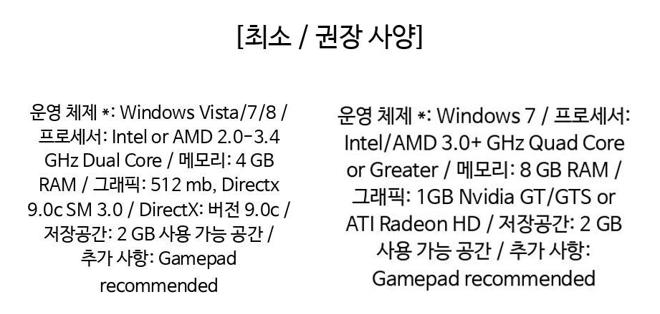 [최소 / 권장 사양]
운영 체제 *: Windows Vista/7/8 /
프로세서: Intel or AMD 2.0-3.4
GHz Dual Core / 메모리: 4 GB
RAM / 그래픽: 512 mb, Directx
9.0c SM 3.0 / DirectX: 버전 9.0c /
저장공간: 2 GB 사용 가능 공간 /
추가 사항: Gamepad
recommended
운영 체제 *: Windows 7 / 프로세서:
Intel/AMD 3.0+ GHz Quad Core
or Greater / 메모리: 8 GB RAM /
그래픽: 1GB Nvidia GT/GTS or
ATI Radeon HD / 저장공간: 2 GB
사용 가능 공간 / 추가 사항:
Gamepad recommended